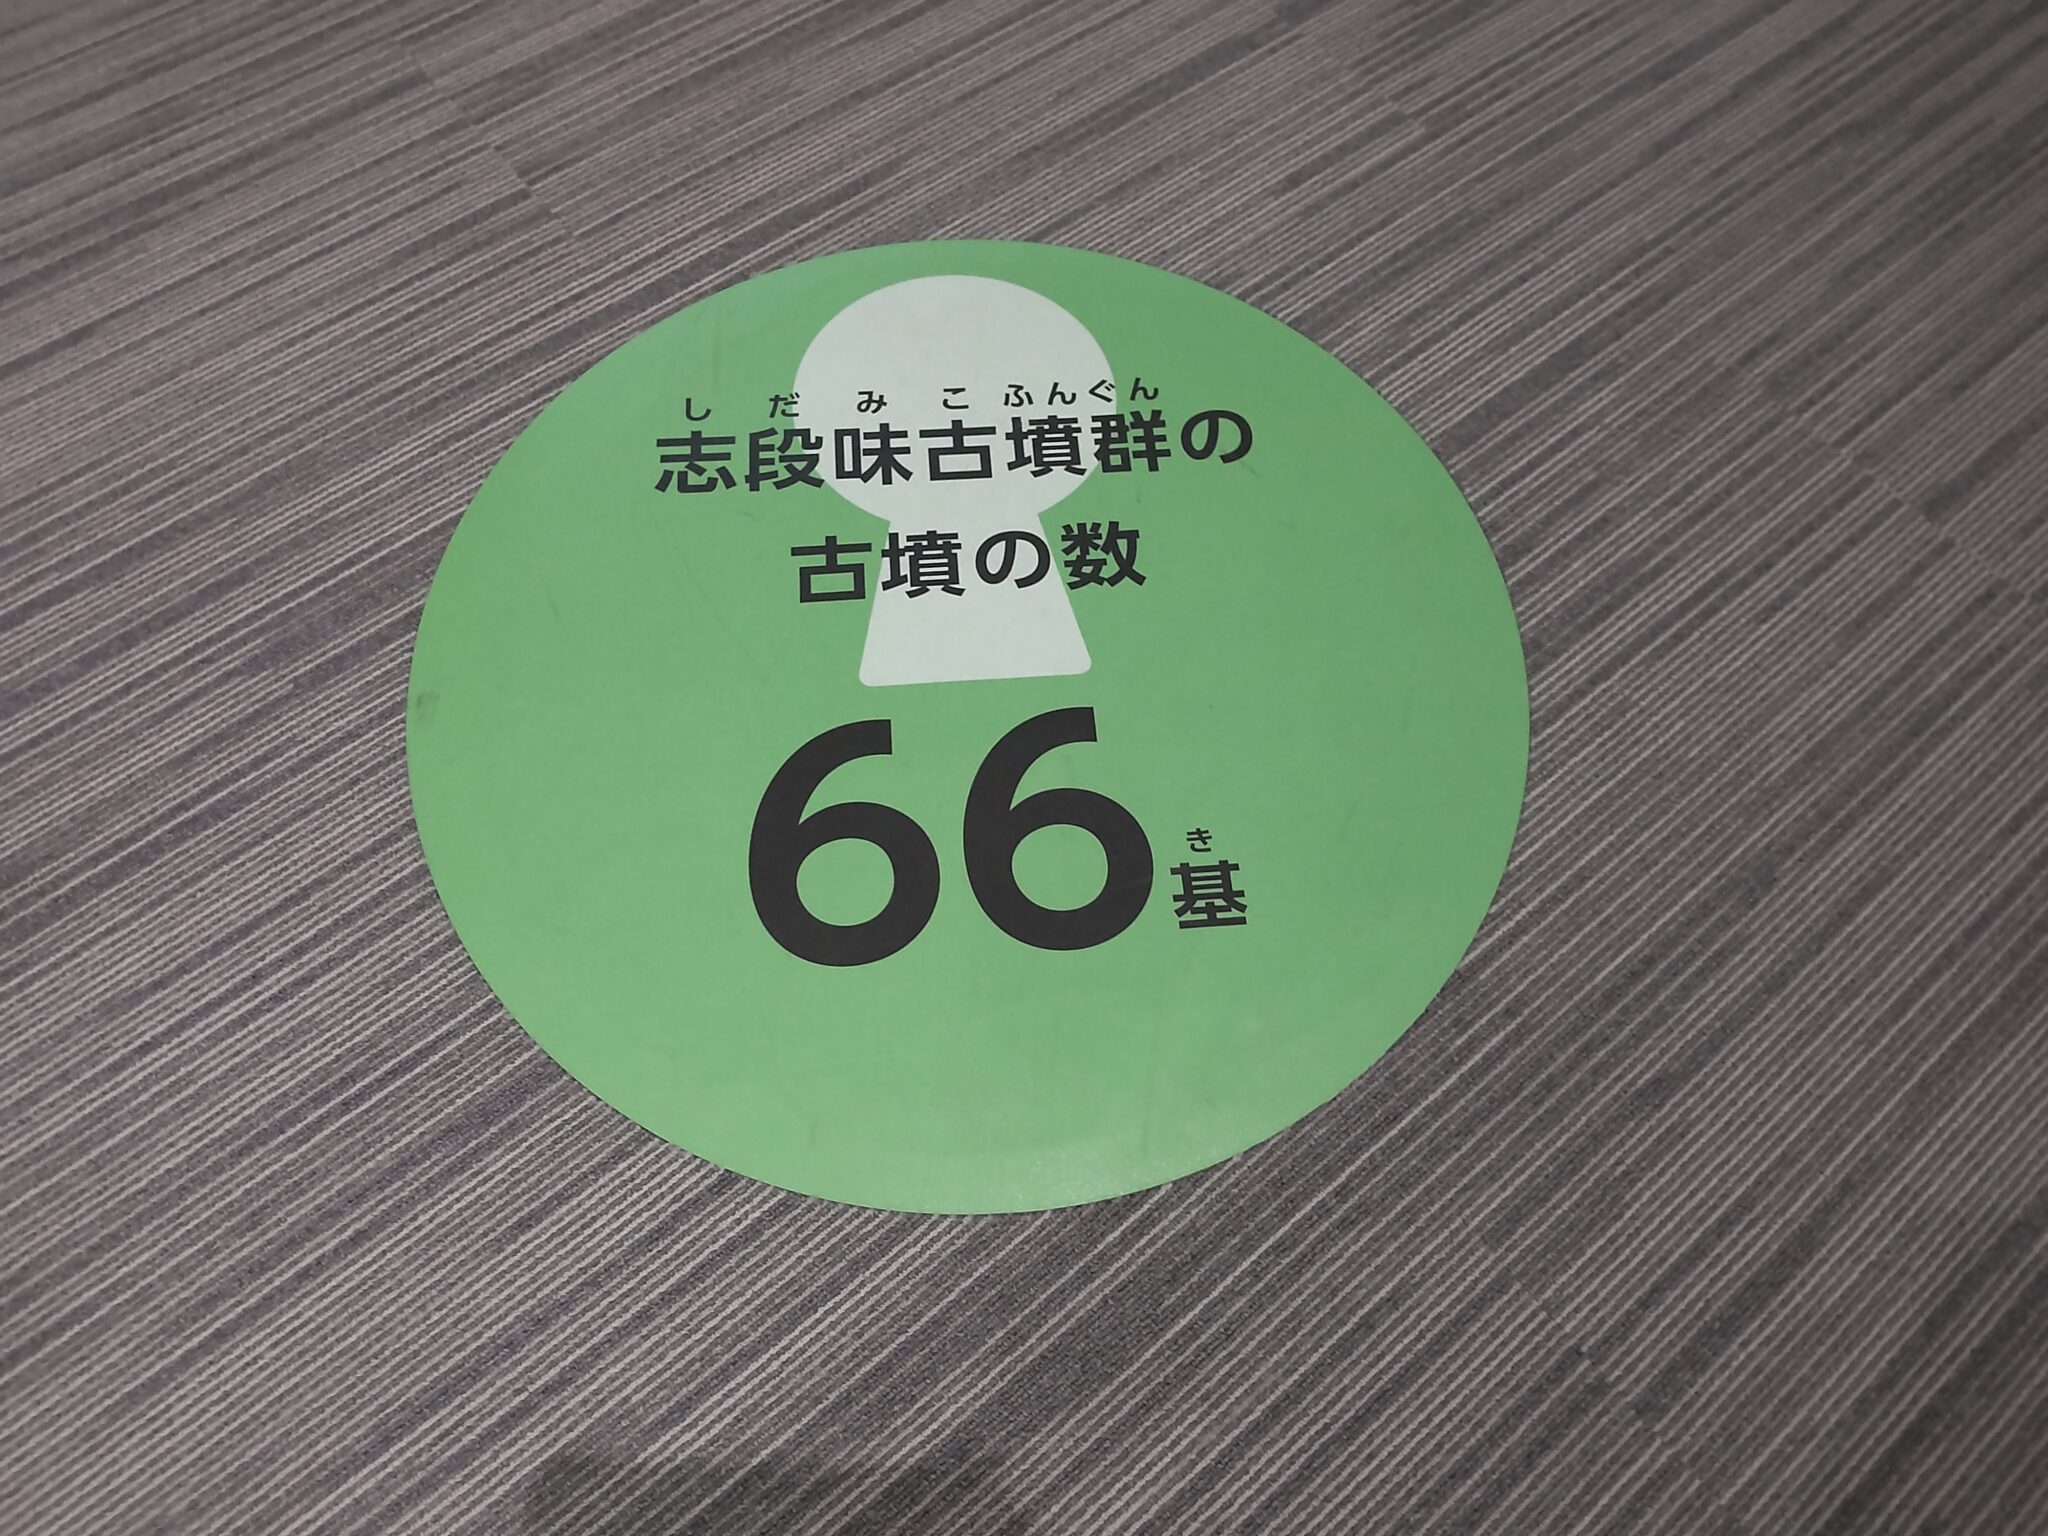 しだみこふんぐん
志段味古墳群の
古墳の数
き
66基